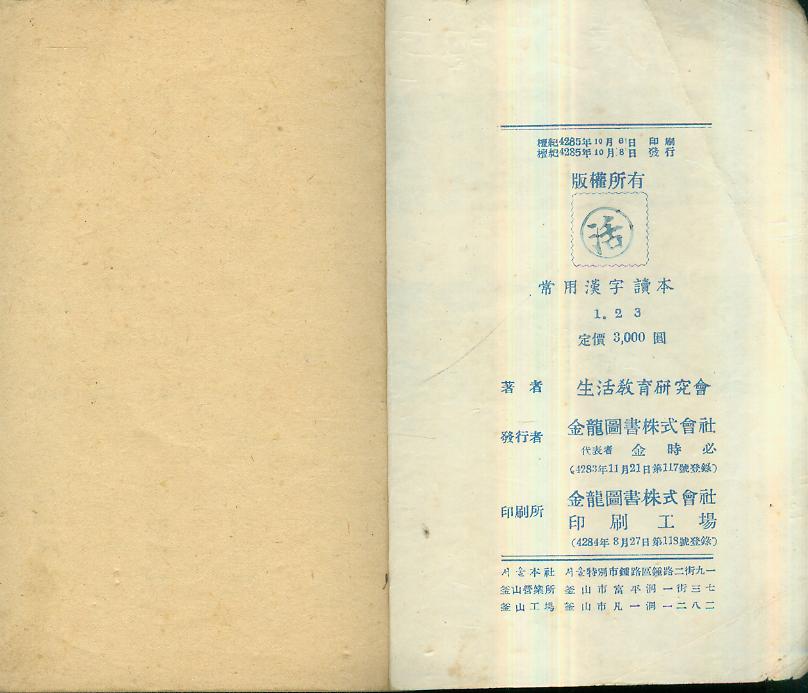 檀紀4285年10月6日 印刷
檀紀4285年10月8日 發行
版權所有
活
常用漢字讀本
1. 2 3
定價 3,000 圓
著者 生活敎育硏究會
發行者 金龍圖書株式會社
代表者 金時必
(4283年11月21日第117號登錄)
印刷所 金龍圖書株式會社
印刷工場
(4284年8月27日第118號登錄)
서울本社 서울特別市鍾路區鍾路二街九一
釜山營業所 釜山市富平洞一街三七
釜山工場 釜山市凡一洞一二八二